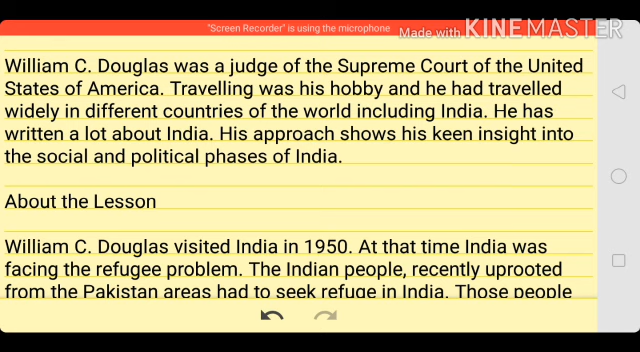 "Screen Recorder" is using the microphone
Made with KINEMASTER
William C. Douglas was a judge of the Supreme Court of the United
States of America. Travelling was his hobby and he had travelled
widely in different countries of the world including India. He has
written a lot about India. His approach shows his keen insight into
the social and political phases of India.
About the Lesson
William C. Douglas visited India in 1950. At that time India was
facing the refugee problem. The Indian people, recently uprooted
from the Pakistan areas had to seek refuge in India. Those people